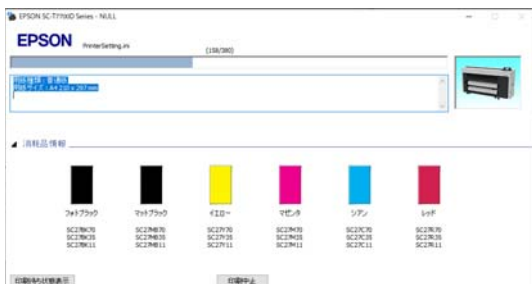 EPSON SC-T7700D Series - NULL
EPSON PrinterSetting.ini (158/380)
用紙種類 : 普通紙
用紙サイズ : A4 210 x 297 mm
消耗品情報
フォトブラック マットブラック イエロー マゼンタ シアン レッド
SC27BK70 SC27MB70 SC27Y70 SC27M70 SC27C70 SC27R70
SC27BK35 SC27MB35 SC27Y35 SC27M35 SC27C35 SC27R35
SC27BK11 SC27MB11 SC27Y11 SC27M11 SC27C11 SC27R11
印刷待ち状態表示 印刷中止